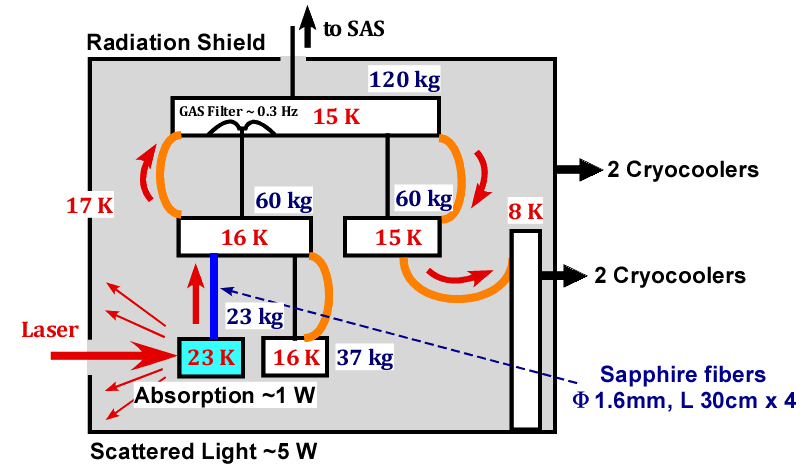 to SAS
Radiation Shield
120 kg
GAS Filter ~ 0.3 Hz
15 K
2 Cryocoolers
17 K
60 kg
60 kg
8 K
16 K
15 K
2 Cryocoolers
23 kg
Laser
23 K
16 K
37 kg
Sapphire fibers
Absorption ~1 W
Φ 1.6mm, L 30cm x 4
Scattered Light ~5 W